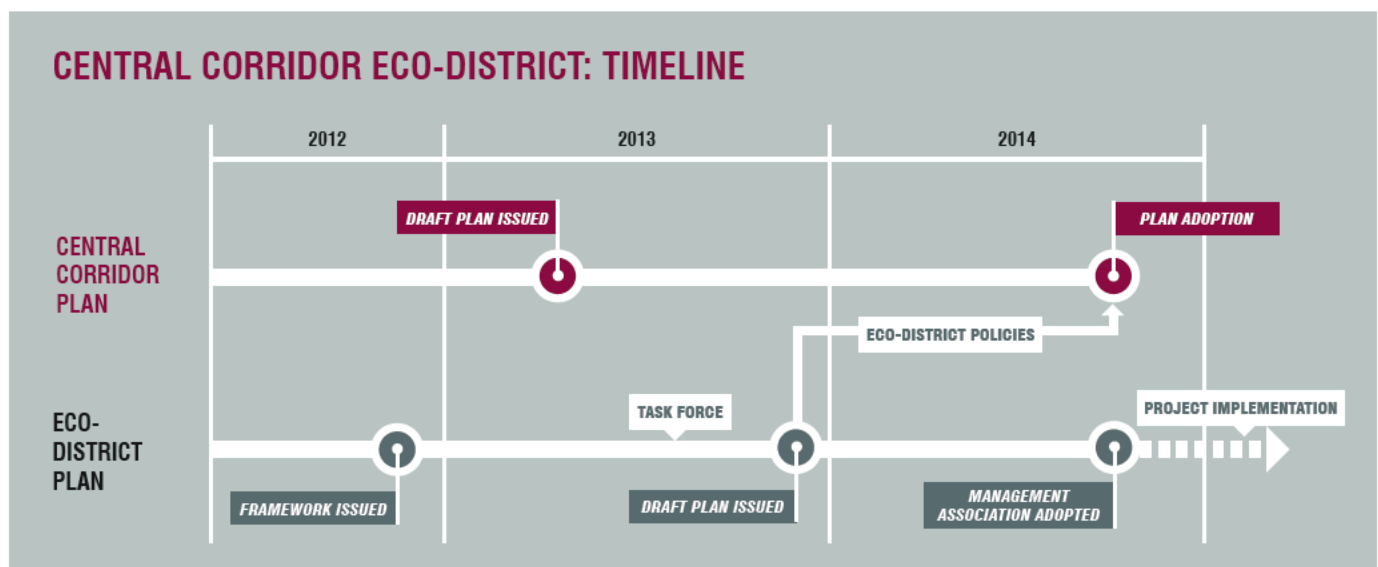 CENTRAL CORRIDOR ECO-DISTRICT: TIMELINE
2012
2013
2014
CENTRAL
CORRIDOR
PLAN
DRAFT PLAN ISSUED
PLAN ADOPTION
ECO-DISTRICT POLICIES
ECO-
DISTRICT
PLAN
TASK FORCE
PROJECT IMPLEMENTATION
FRAMEWORK ISSUED
DRAFT PLAN ISSUED
MANAGEMENT
ASSOCIATION ADOPTED